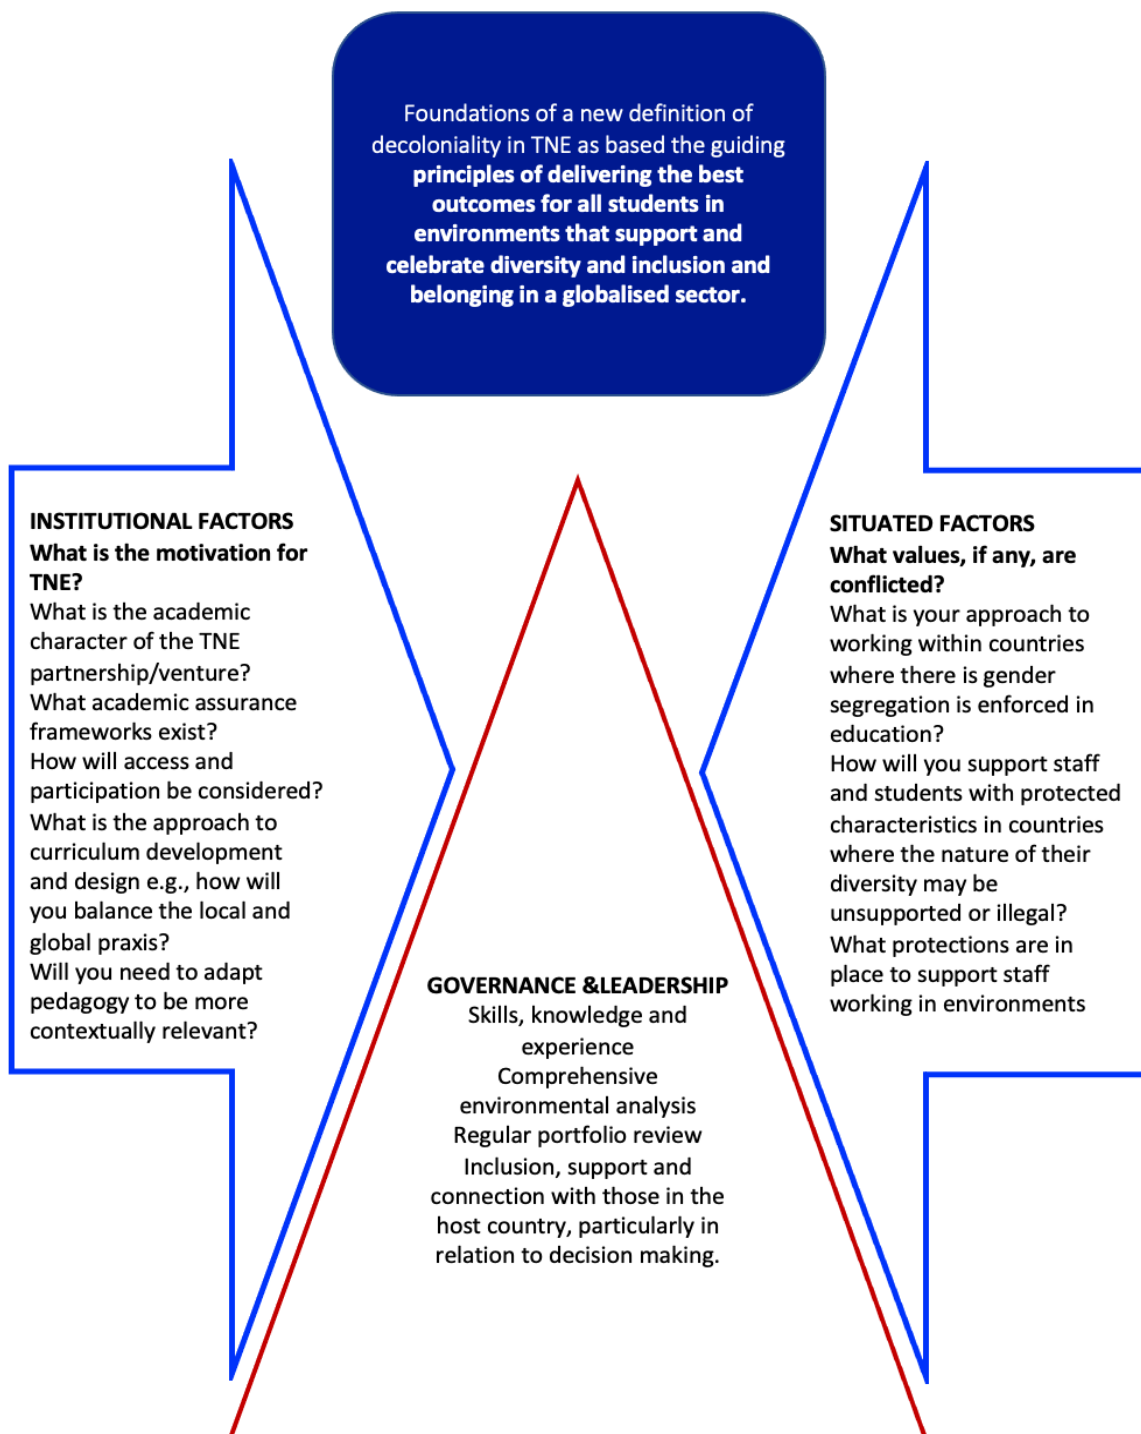 Foundations of a new definition of
decoloniality in TNE as based the guiding
principles of delivering the best
outcomes for all students in
environments that support and
celebrate diversity and inclusion and
belonging in a globalised sector.
INSTITUTIONAL FACTORS
What is the motivation for
TNE?
What is the academic
character of the TNE
partnership/venture?
What academic assurance
frameworks exist?
How will access and
participation be considered?
What is the approach to
curriculum development
and design e.g., how will
you balance the local and
global praxis?
Will you need to adapt
pedagogy to be more
contextually relevant?
GOVERNANCE &LEADERSHIP
Skills, knowledge and
experience
Comprehensive
environmental analysis
Regular portfolio review
Inclusion, support and
connection with those in the
host country, particularly in
relation to decision making.
SITUATED FACTORS
What values, if any, are
conflicted?
What is your approach to
working within countries
where there is gender
segregation is enforced in
education?
How will you support staff
and students with protected
characteristics in countries
where the nature of their
diversity may be
unsupported or illegal?
What protections are in
place to support staff
working in environments